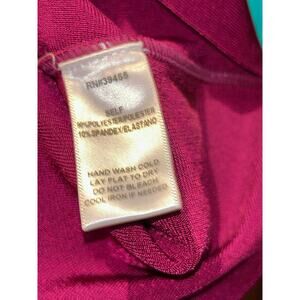 RN#39455
SELF
90%POLYESTER/POLIESTER
10%SPANDEX/ELASTANO
HAND WASH COLD
LAY FLAT TO DRY
DO NOT BLEACH
COOL IRON IF NEEDED